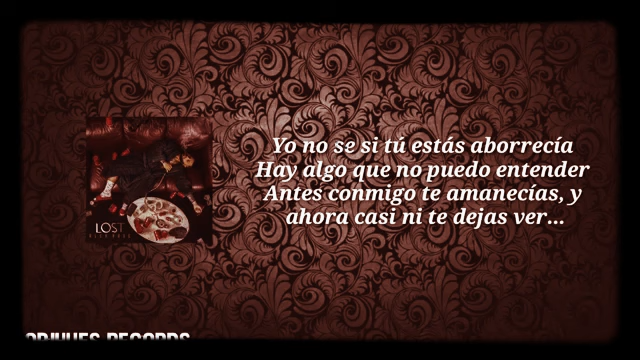 Yo no se si tú estás aborrecía
Hay algo que no puedo entender
Antes conmigo te amanecías, y
ahora casi ni te dejas ver...
LOST